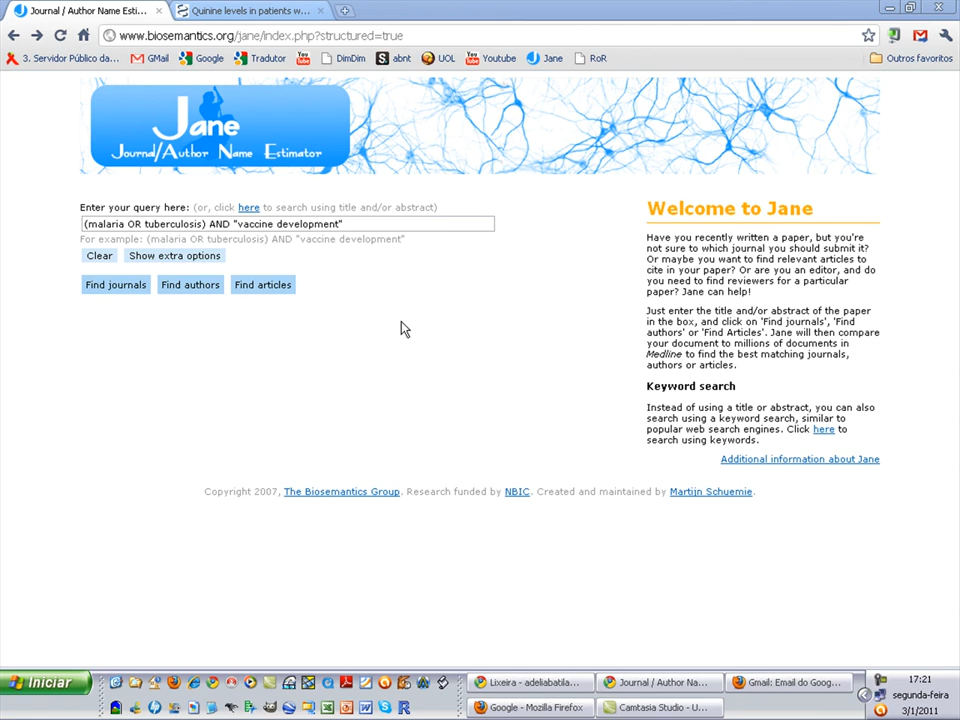 Journal / Author Name Esti...
Quinine levels in patients w...
www.biosemantics.org/jane/index.php?structured=true
3. Servidor Público da...
GMail
Google
Tradutor
DimDim
abnt
UOL
Youtube
Jane
RoR
Outros favoritos
Jane
Journal/Author Name Estimator
Enter your query here: (or, click here to search using title and/or abstract)
(malaria OR tuberculosis) AND "vaccine development"
For example: (malaria OR tuberculosis) AND "vaccine development"
Clear
Show extra options
Find journals
Find authors
Find articles
Welcome to Jane
Have you recently written a paper, but you're
not sure to which journal you should submit it?
Or maybe you want to find relevant articles to
cite in your paper? Or are you an editor, and do
you need to find reviewers for a particular
paper? Jane can help!
Just enter the title and/or abstract of the paper
in the box, and click on 'Find journals', 'Find
authors' or 'Find Articles'. Jane will then compare
your document to millions of documents in
Medline to find the best matching journals,
authors or articles.
Keyword search
Instead of using a title or abstract, you can also
search using a keyword search, similar to
popular web search engines. Click here to
search using keywords.
Additional information about Jane
Copyright 2007, The Biosemantics Group. Research funded by NBIC. Created and maintained by Martijn Schuemie.
Iniciar
Lixeira - adeliabatila...
Journal / Author Na...
Gmail: Email do Goog...
Google - Mozilla Firefox
Camtasia Studio - U...
17:21
segunda-feira
3/1/2011